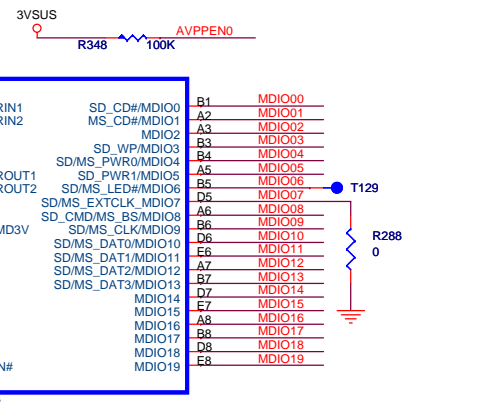 3VSUS
AVPPEN0
R348 100K
RIN1 SD_CD#/MDIO0 B1 MDIO00
RIN2 MS_CD#/MDIO1 A2 MDIO01
MDIO2 A3 MDIO02
SD_WP/MDIO3 B3 MDIO03
SD/MS_PWR0/MDIO4 B4 MDIO04
ROUT1 SD_PWR1/MDIO5 A5 MDIO05
ROUT2 SD/MS_LED#/MDIO6 B5 MDIO06 T129
SD/MS_EXTCLK_MDIO7 D5 MDIO07
SD_CMD/MS_BS/MDIO8 A6 MDIO08
MD3V SD/MS_CLK/MDIO9 B6 MDIO09
SD/MS_DAT0/MDIO10 D6 MDIO10
SD/MS_DAT1/MDIO11 E6 MDIO11
SD/MS_DAT2/MDIO12 A7 MDIO12
SD/MS_DAT3/MDIO13 B7 MDIO13
MDIO14 D7 MDIO14
MDIO15 E7 MDIO15
MDIO16 A8 MDIO16
MDIO17 B8 MDIO17
MDIO18 D8 MDIO18
N# MDIO19 E8 MDIO19
R288
0